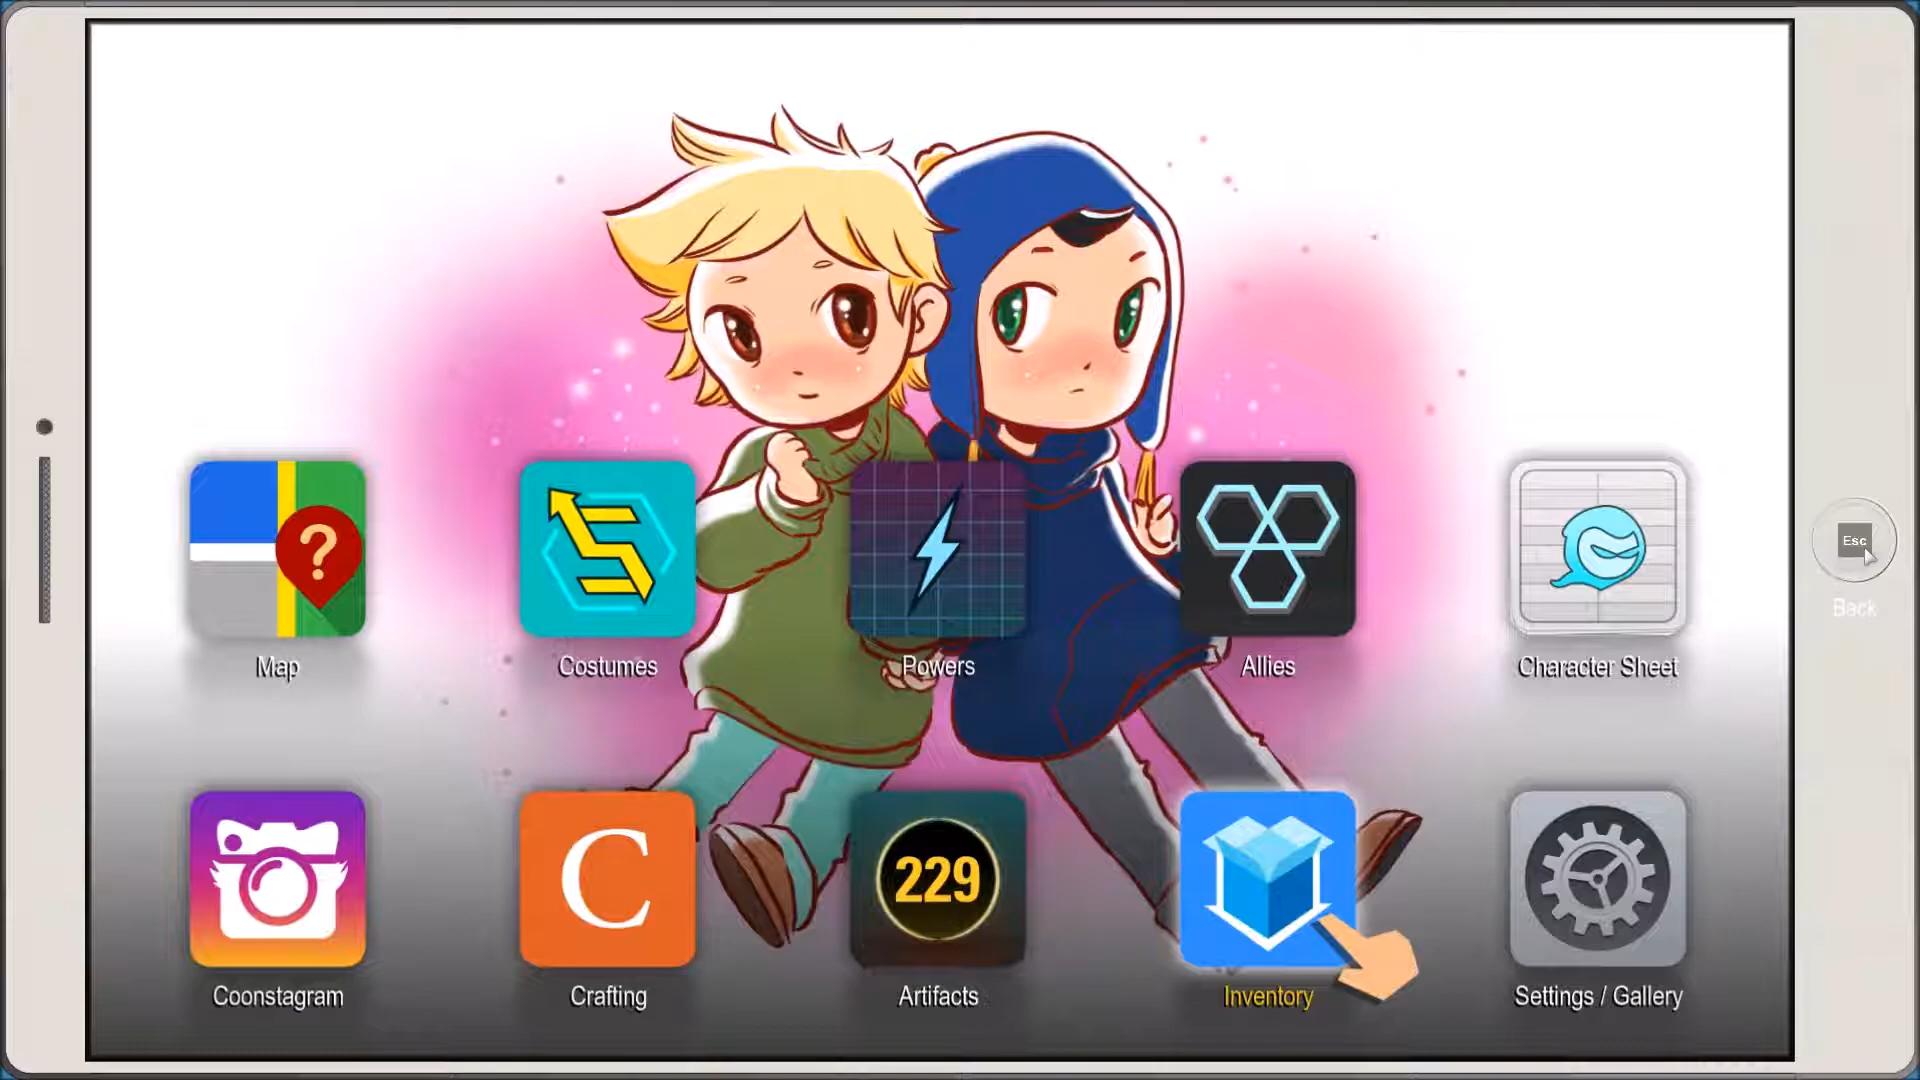 ?
Map
Costumes
Powers
Allies
Character Sheet
Esc
Back
Coonstagram
C
Crafting
229
Artifacts
Inventory
Settings / Gallery